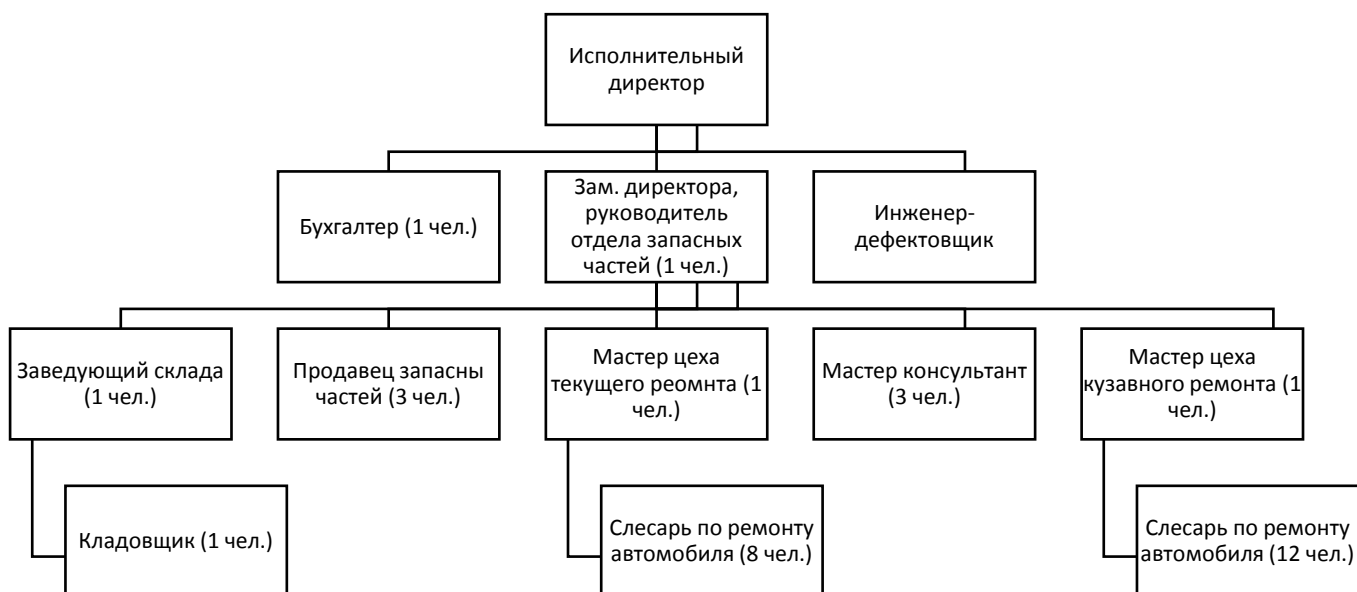 Исполнительный
директор
Бухгалтер (1 чел.)
Зам. директора,
руководитель
отдела запасных
частей (1 чел.)
Инженер-
дефектовщик
Заведующий склада
(1 чел.)
Продавец запасны
частей (3 чел.)
Мастер цеха
текущего реомнта (1
чел.)
Мастер консультант
(3 чел.)
Мастер цеха
кузавного ремонта (1
чел.)
Кладовщик (1 чел.)
Слесарь по ремонту
автомобиля (8 чел.)
Слесарь по ремонту
автомобиля (12 чел.)